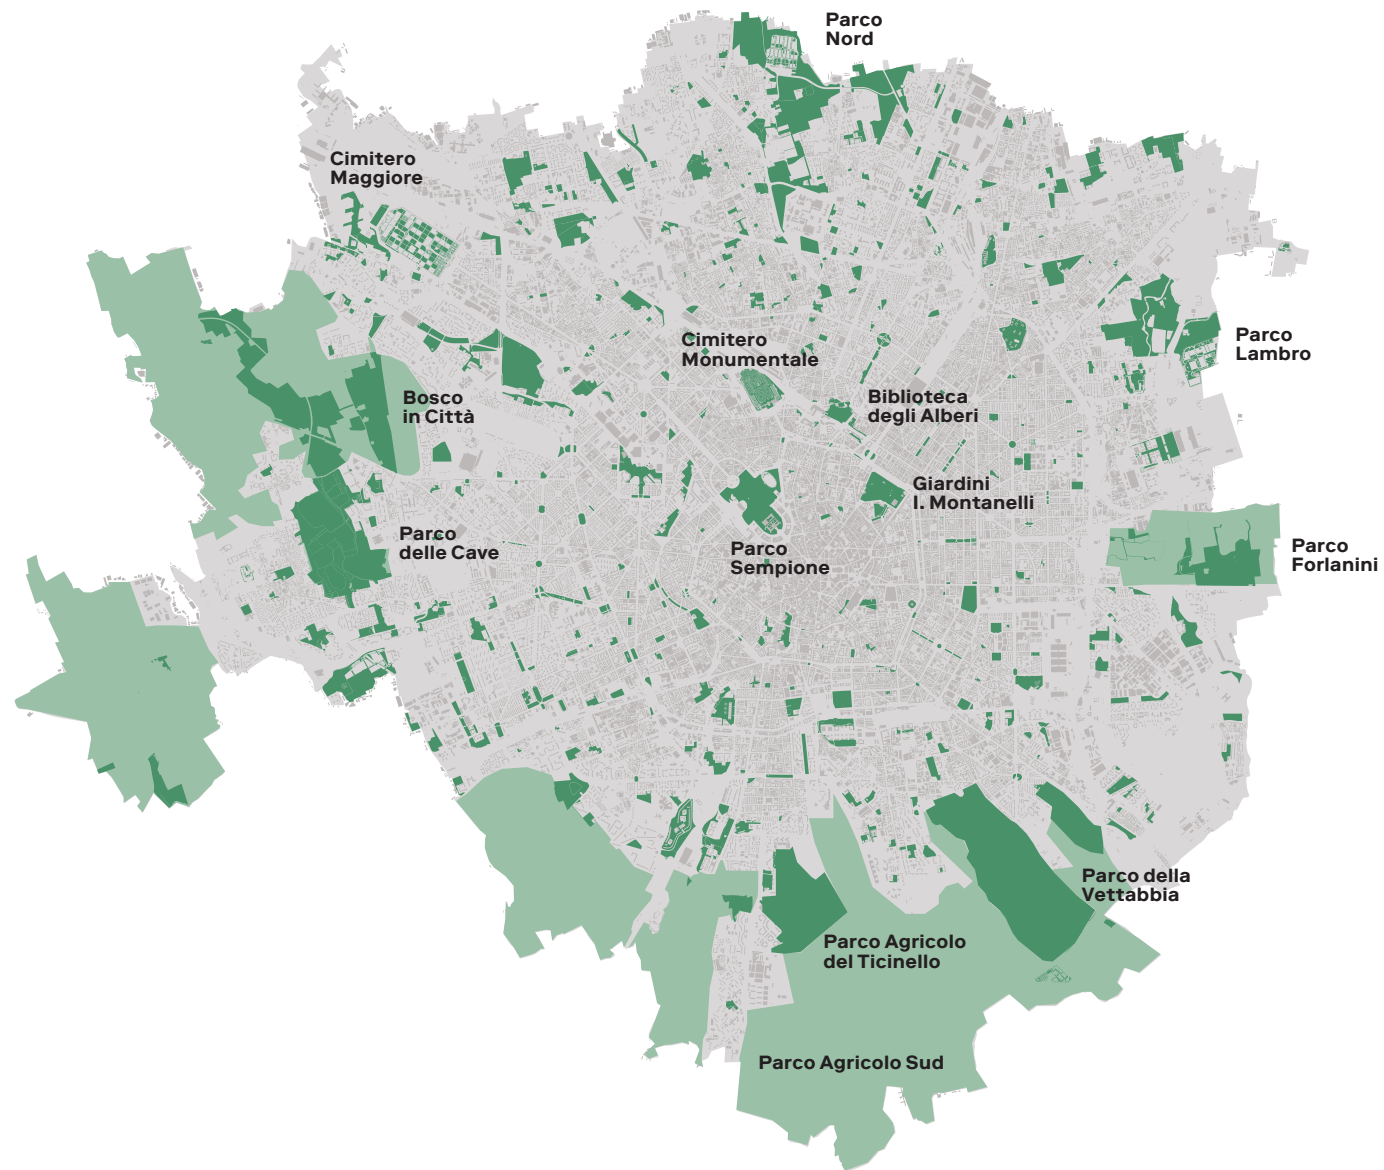 Parco
Nord
Cimitero
Maggiore
Parco
Lambro
Cimitero
Monumentale
Bosco
in Città
Biblioteca
degli Alberi
Giardini
I. Montanelli
Parco
delle Cave
Parco
Sempione
Parco
Forlanini
Parco della
Vettabbia
Parco Agricolo
del Ticinello
Parco Agricolo Sud